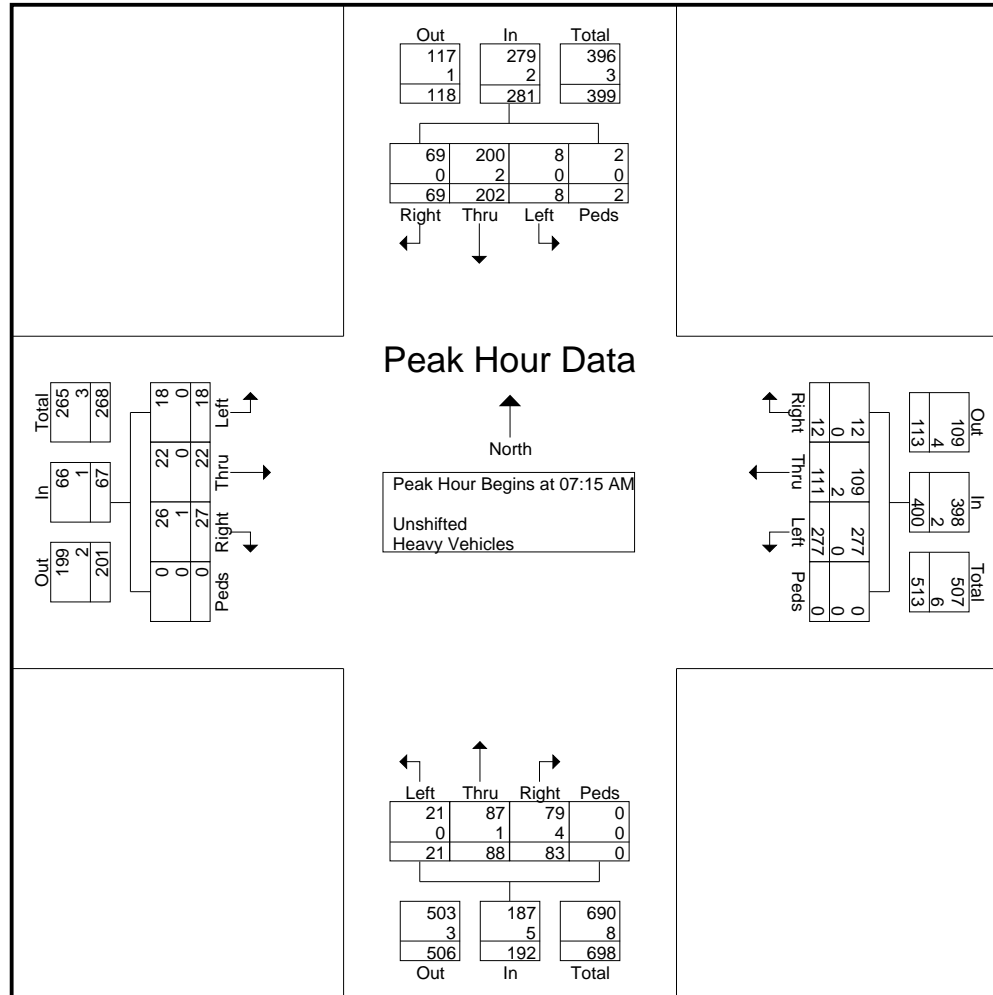 Out In Total
117 279 396
1 2 3
118 281 399
69 200 8 2
0 2 0 0
69 202 8 2
Right Thru Left Peds
Peak Hour Data
North
Peak Hour Begins at 07:15 AM
Unshifted
Heavy Vehicles
Total
265
3
268
In
66
1
67
Out
199
2
201
18
0
18
Left
22
0
22
Thru
26
1
27
Right
0
0
0
Peds
Right
12
0
12
Thru
111
2
109
Left
277
0
277
Peds
0
0
0
Out
109
4
113
In
398
2
400
Total
507
6
513
Left Thru Right Peds
21 87 79 0
0 1 4 0
21 88 83 0
503 187 690
3 5 8
506 192 698
Out In Total